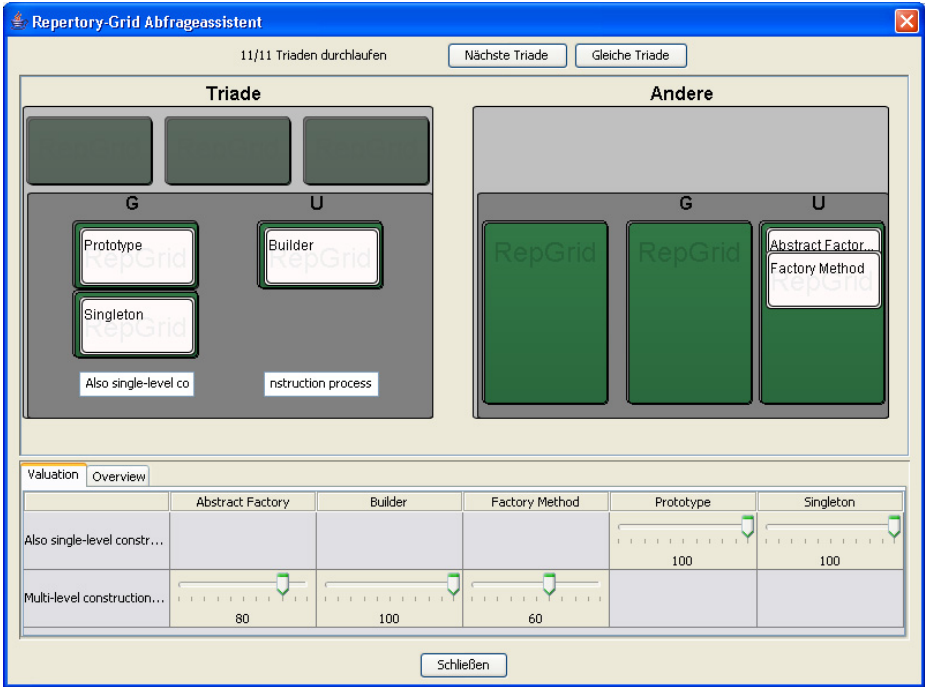 Repertory-Grid Abfrageassistent
11/11 Triaden durchlaufen
Nächste Triade
Gleiche Triade
Triade
Andere
G
U
G
U
Prototype
Builder
RepGrid
RepGrid
Abstract Factor...
RepGrid
RepGrid
Factory Method
RepGrid
Singleton
RepGrid
Also single-level co
nstruction process
Valuation
Overview
Abstract Factory
Builder
Factory Method
Prototype
Singleton
Also single-level constr...
100
100
Multi-level construction...
80
100
60
Schließen